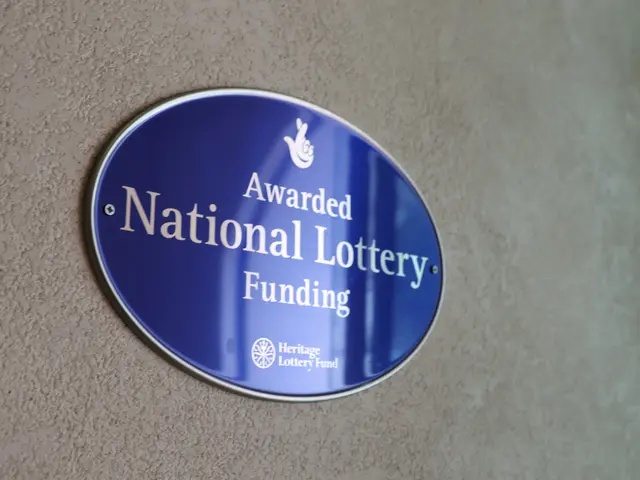 Awarded
National Lottery
Funding
Heritage
Lottery Fund